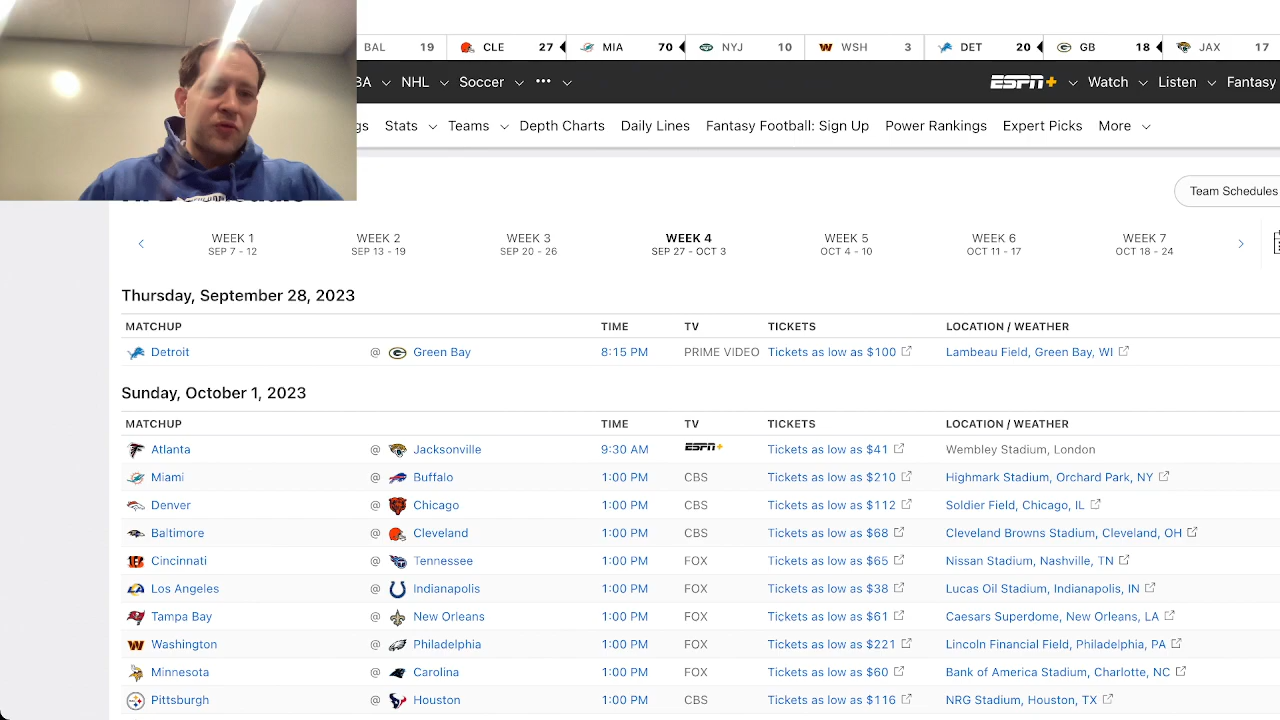 BAL 19 CLE 27 MIA 70 NYJ 10 WSH 3 DET 20 GB 18 JAX 17
BA NHL Soccer ••• ESPN+ Watch Listen Fantasy
gs Stats Teams Depth Charts Daily Lines Fantasy Football: Sign Up Power Rankings Expert Picks More
Team Schedules
WEEK 1 WEEK 2 WEEK 3 WEEK 4 WEEK 5 WEEK 6 WEEK 7
SEP 7 - 12 SEP 13 - 19 SEP 20 - 26 SEP 27 - OCT 3 OCT 4 - 10 OCT 11 - 17 OCT 18 - 24
Thursday, September 28, 2023
MATCHUP TIME TV TICKETS LOCATION / WEATHER
Detroit @ Green Bay 8:15 PM PRIME VIDEO Tickets as low as $100 Lambeau Field, Green Bay, WI
Sunday, October 1, 2023
MATCHUP TIME TV TICKETS LOCATION / WEATHER
Atlanta @ Jacksonville 9:30 AM ESPN+ Tickets as low as $41 Wembley Stadium, London
Miami @ Buffalo 1:00 PM CBS Tickets as low as $210 Highmark Stadium, Orchard Park, NY
Denver @ Chicago 1:00 PM CBS Tickets as low as $112 Soldier Field, Chicago, IL
Baltimore @ Cleveland 1:00 PM CBS Tickets as low as $68 Cleveland Browns Stadium, Cleveland, OH
Cincinnati @ Tennessee 1:00 PM FOX Tickets as low as $65 Nissan Stadium, Nashville, TN
Los Angeles @ Indianapolis 1:00 PM FOX Tickets as low as $38 Lucas Oil Stadium, Indianapolis, IN
Tampa Bay @ New Orleans 1:00 PM FOX Tickets as low as $61 Caesars Superdome, New Orleans, LA
Washington @ Philadelphia 1:00 PM FOX Tickets as low as $221 Lincoln Financial Field, Philadelphia, PA
Minnesota @ Carolina 1:00 PM FOX Tickets as low as $60 Bank of America Stadium, Charlotte, NC
Pittsburgh @ Houston 1:00 PM CBS Tickets as low as $116 NRG Stadium, Houston, TX